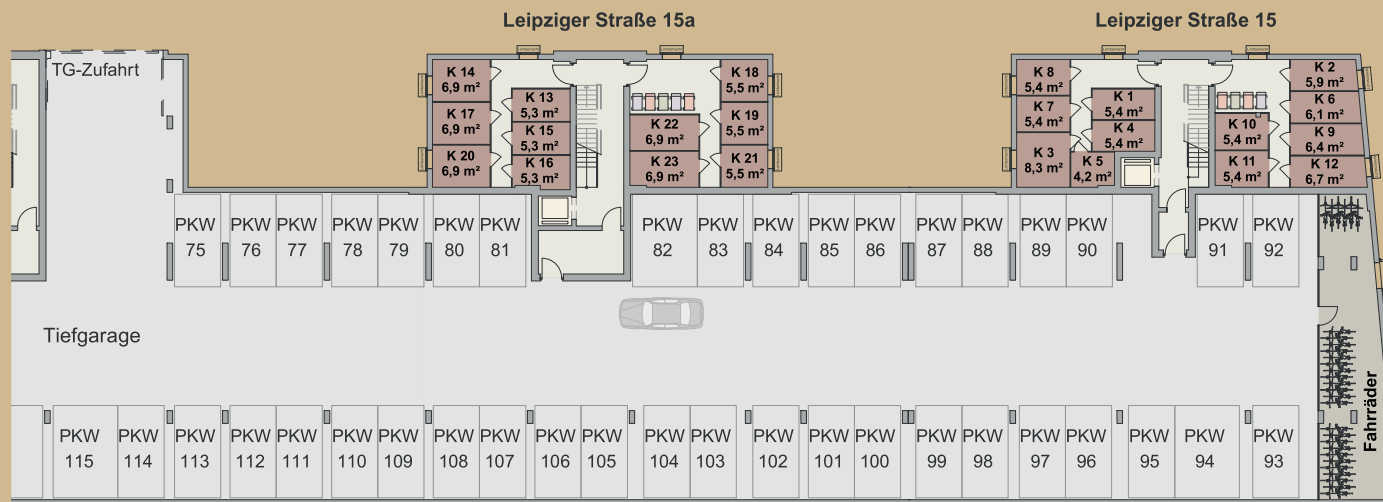 Leipziger Straße 15a
Leipziger Straße 15
TG-Zufahrt
K 14
6,9 m²
K 17
6,9 m²
K 20
6,9 m²
K 13
5,3 m²
K 15
5,3 m²
K 16
5,3 m²
K 22
6,9 m²
K 23
6,9 m²
K 18
5,5 m²
K 19
5,5 m²
K 21
5,5 m²
K 8
5,4 m²
K 7
5,4 m²
K 3
8,3 m²
K 1
5,4 m²
K 4
5,4 m²
K 5
4,2 m²
K 10
5,4 m²
K 11
5,4 m²
K 2
5,9 m²
K 6
6,1 m²
K 9
6,4 m²
K 12
6,7 m²
PKW
75
PKW
76
PKW
77
PKW
78
PKW
79
PKW
80
PKW
81
PKW
82
PKW
83
PKW
84
PKW
85
PKW
86
PKW
87
PKW
88
PKW
89
PKW
90
PKW
91
PKW
92
Tiefgarage
Fahrräder
PKW
115
PKW
114
PKW
113
PKW
112
PKW
111
PKW
110
PKW
109
PKW
108
PKW
107
PKW
106
PKW
105
PKW
104
PKW
103
PKW
102
PKW
101
PKW
100
PKW
99
PKW
98
PKW
97
PKW
96
PKW
95
PKW
94
PKW
93